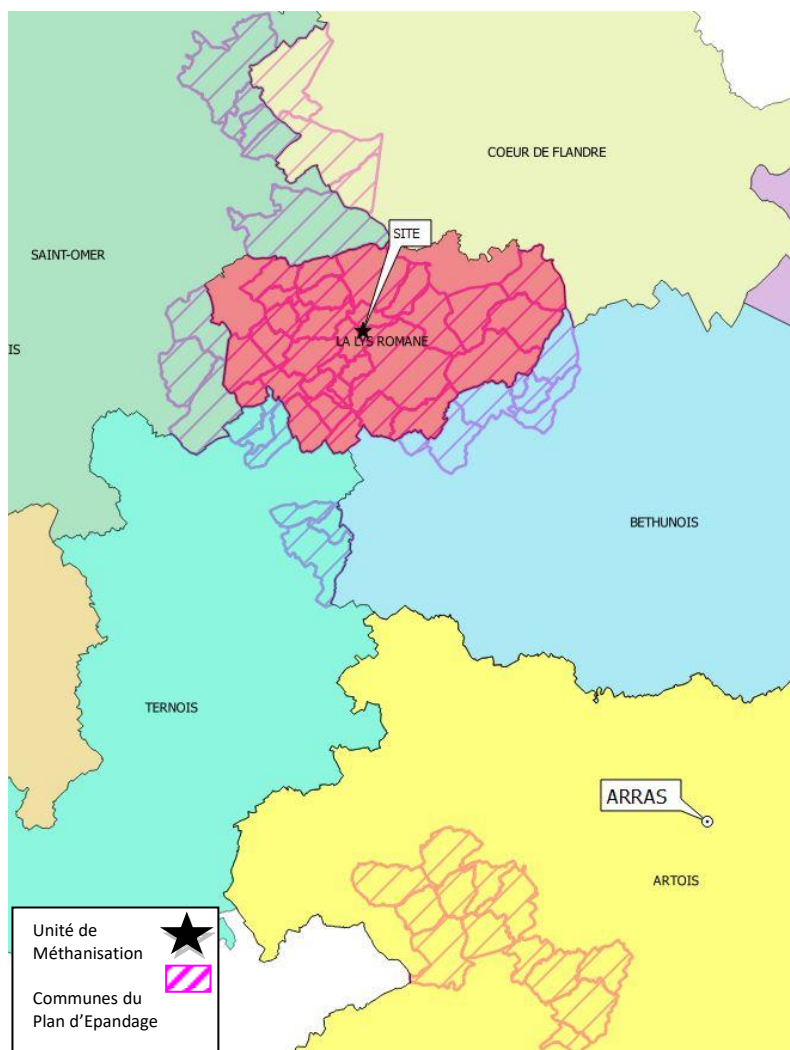 COEUR DE FLANDRE
SITE
SAINT-OMER
LA LYS ROMANE
IS
BETHUNOIS
TERNOIS
ARRAS
ARTOIS
Unité de
Méthanisation
Communes du
Plan d’Epandage